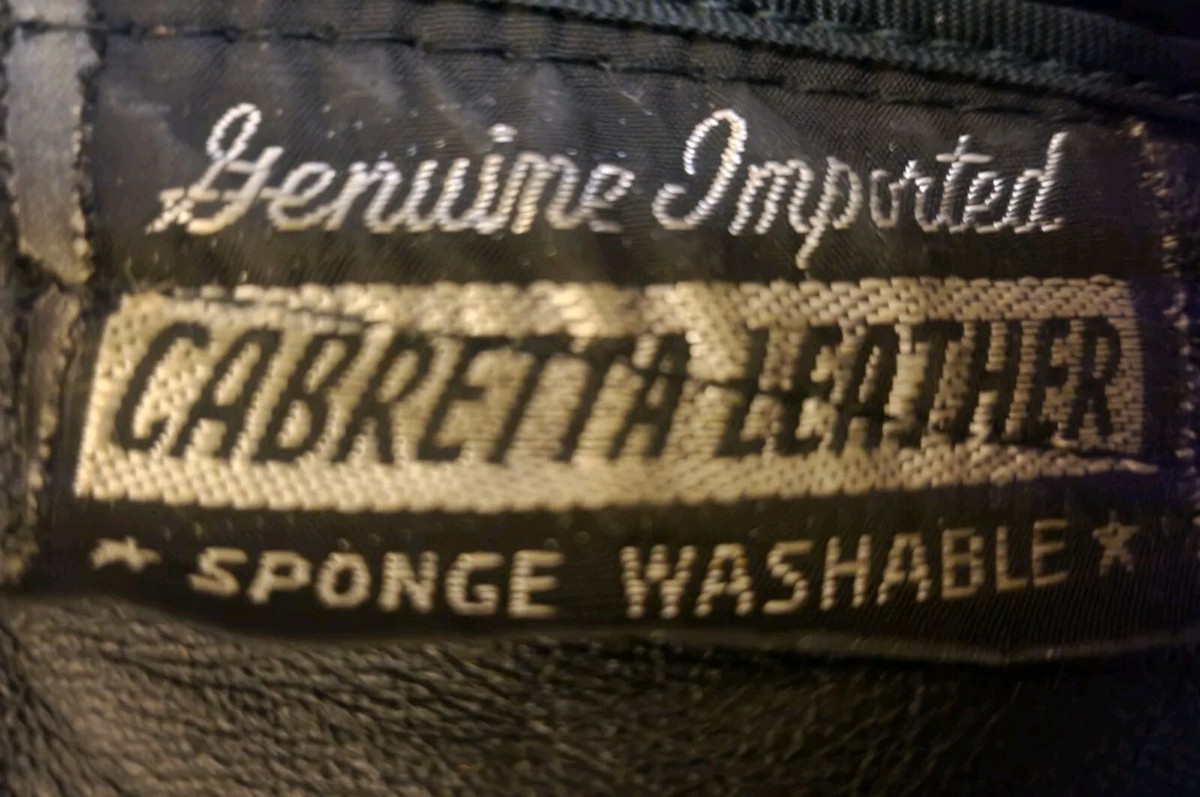 Genuine Imported
CABRETTA LEATHER
★ SPONGE WASHABLE ★